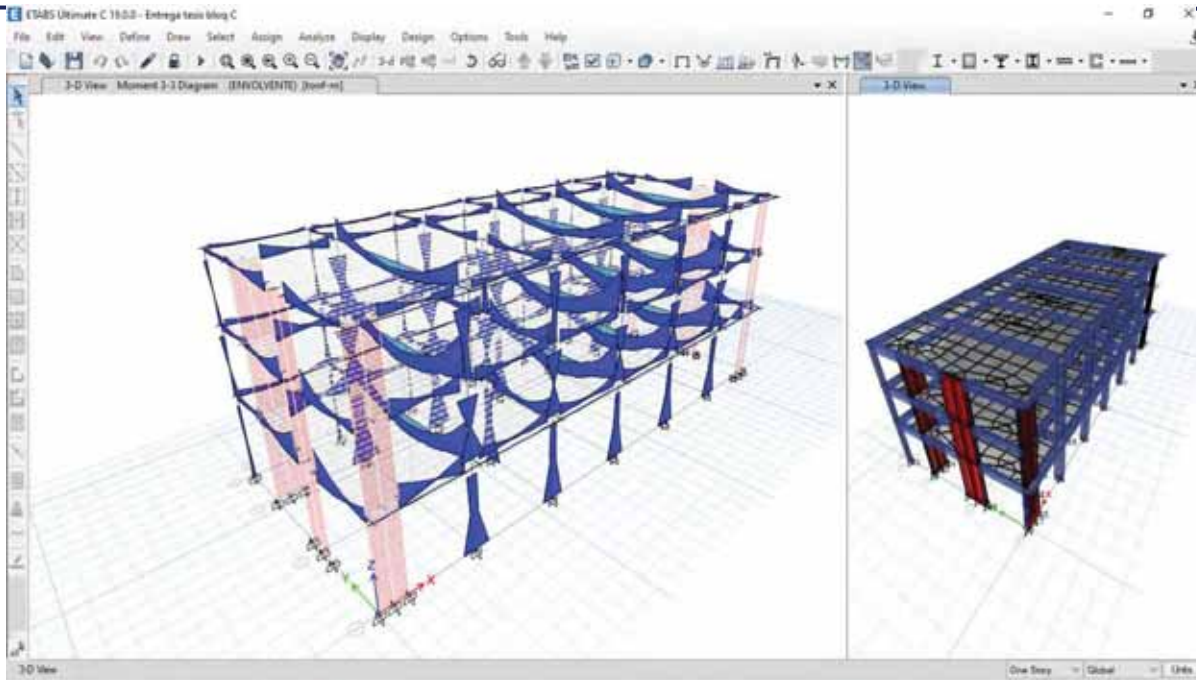 ETABS Ultimate C 19.0.0 - Entrega tesis bloq C
File Edit View Define Draw Select Assign Analyze Display Design Options Tools Help
3-D View Moment 3-3 Diagram (ENVOLVENTE) [tonf-m]
3-D View
Z
X
Y
3-D View
One Story
Global
Units